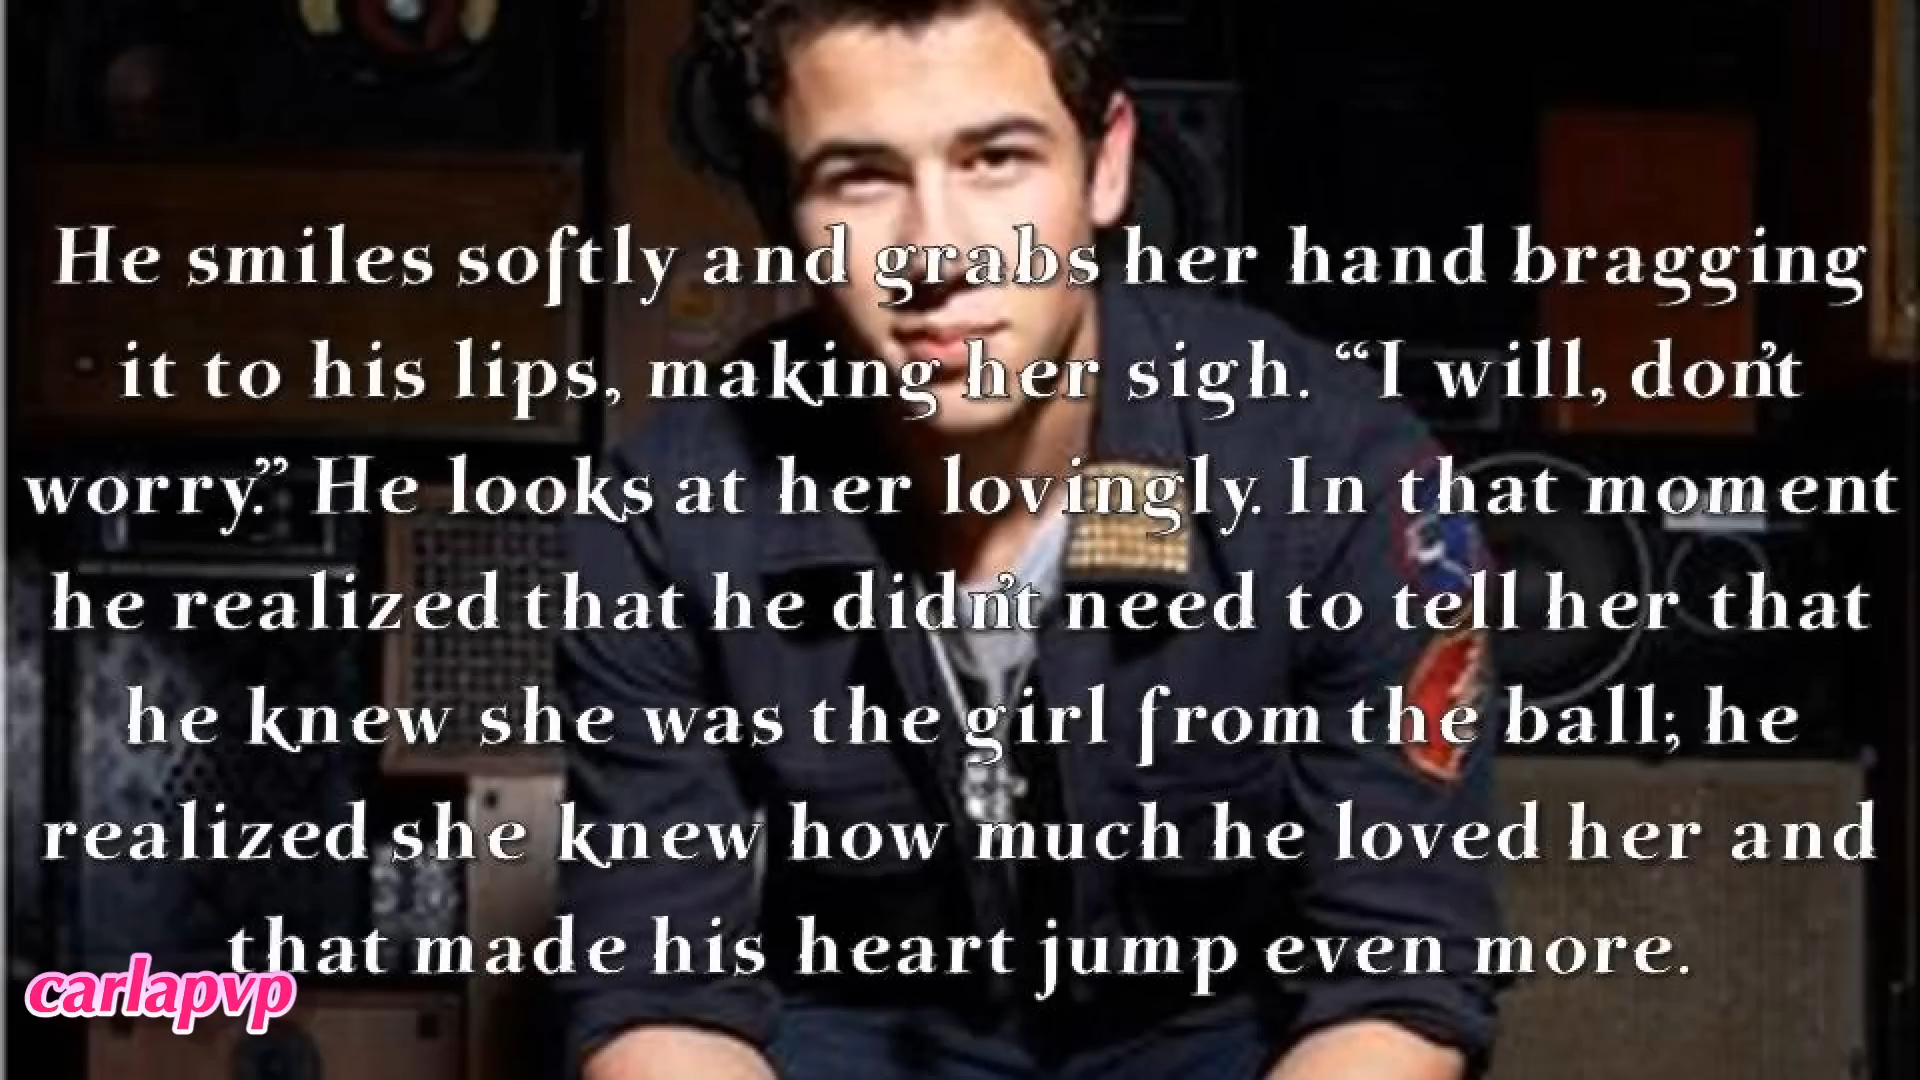 He smiles softly and grabs her hand bragging
it to his lips, making her sigh. “I will, don’t
worry.” He looks at her lovingly. In that moment
he realized that he didn’t need to tell her that
he knew she was the girl from the ball; he
realized she knew how much he loved her and
that made his heart jump even more.
carlapvp